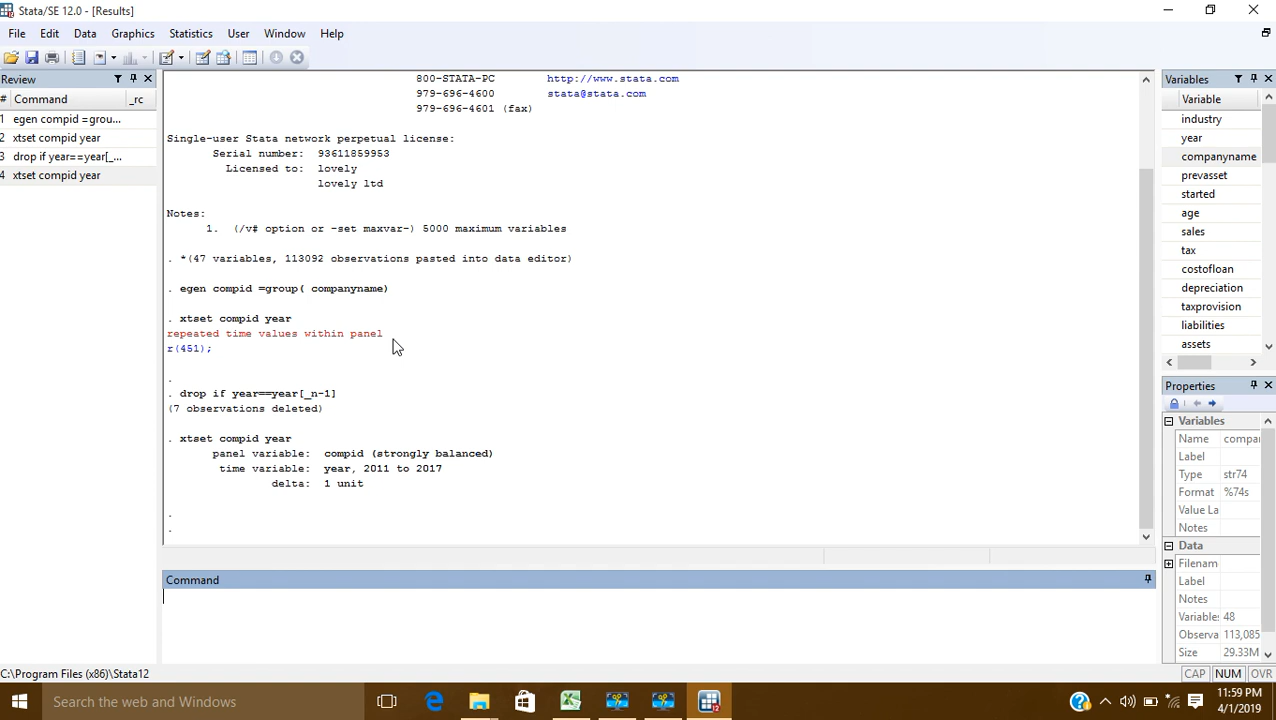 Stata/SE 12.0 - [Results]
File Edit Data Graphics Statistics User Window Help
Review
# Command _rc
1 egen compid =grou...
2 xtset compid year
3 drop if year==year[_...
4 xtset compid year
800-STATA-PC http://www.stata.com
979-696-4600 stata@stata.com
979-696-4601 (fax)
Single-user Stata network perpetual license:
Serial number: 93611859953
Licensed to: lovely
lovely ltd
Notes:
1. (/v# option or -set maxvar-) 5000 maximum variables
. *(47 variables, 113092 observations pasted into data editor)
. egen compid =group( companyname)
. xtset compid year
repeated time values within panel
r(451);
.
. drop if year==year[_n-1]
(7 observations deleted)
. xtset compid year
panel variable: compid (strongly balanced)
time variable: year, 2011 to 2017
delta: 1 unit
.
.
Command
C:\Program Files (x86)\Stata12
Variables
Variable
industry
year
companyname
prevasset
started
age
sales
tax
costofloan
depreciation
taxprovision
liabilities
assets
Properties
Variables
Name compar
Label
Type str74
Format %74s
Value La
Notes
Data
Filenam
Label
Notes
Variables 48
Observa 113,085
Size 29.33M
CAP NUM OVR
Search the web and Windows
11:59 PM
4/1/2019